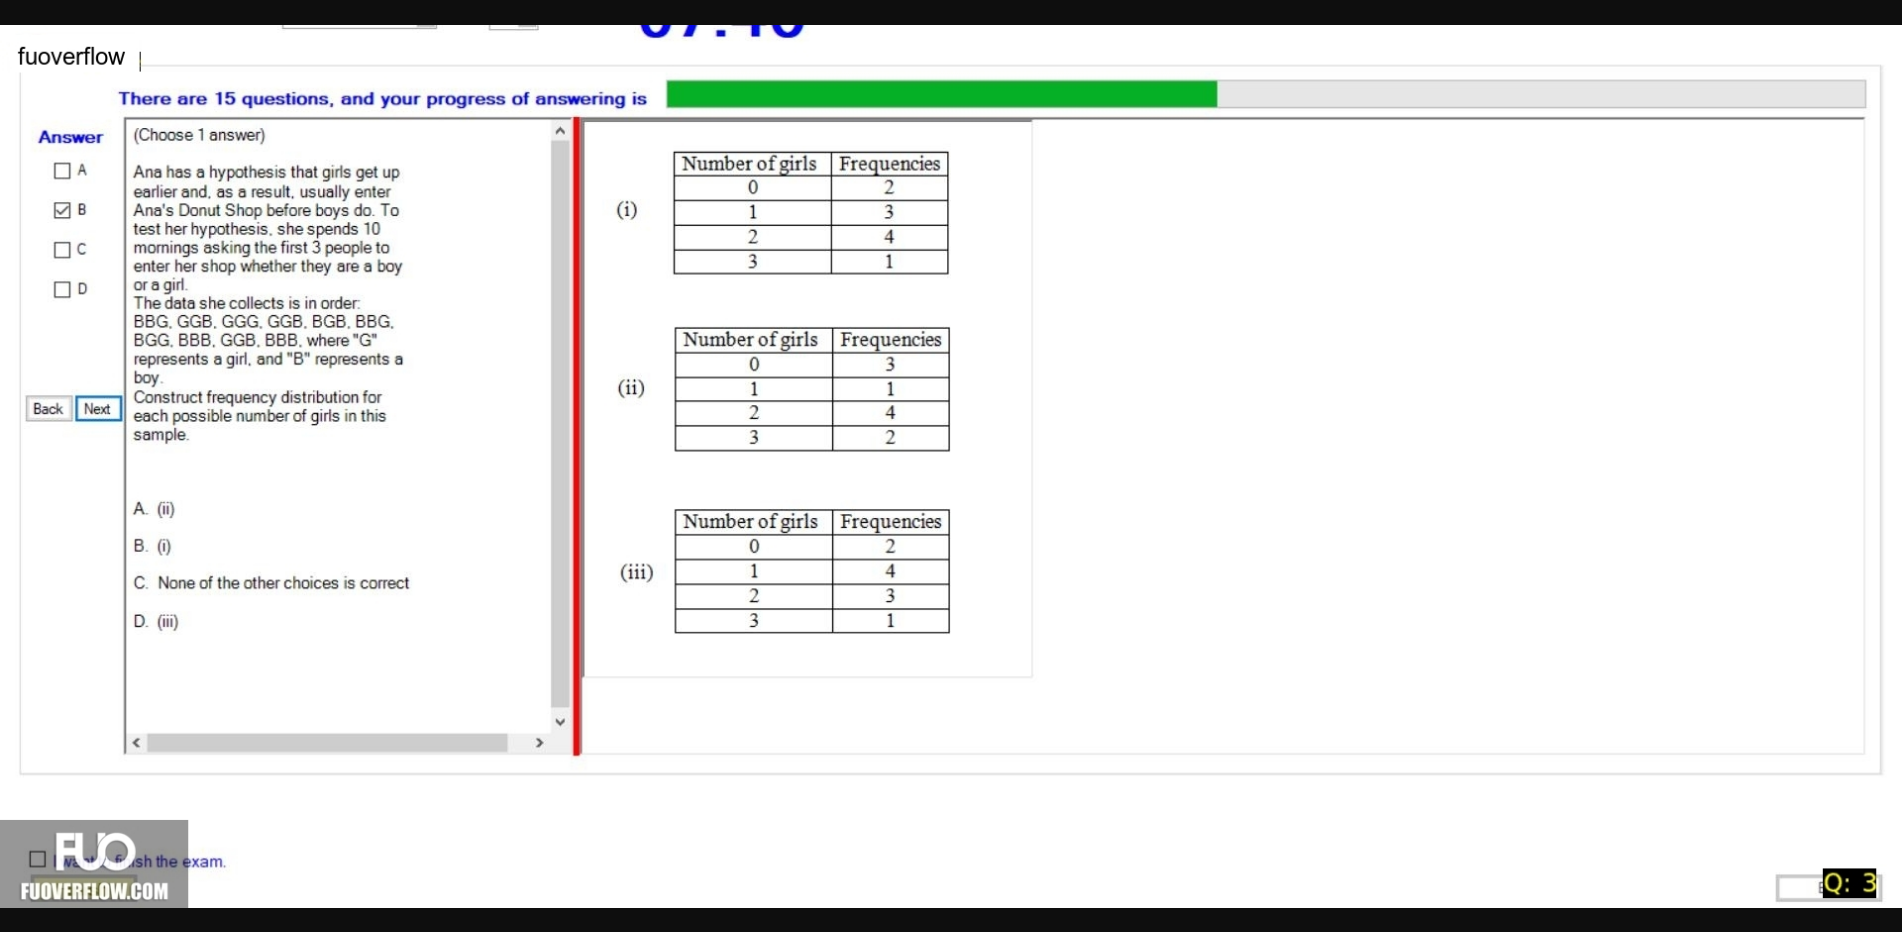 fuoverflow
There are 15 questions, and your progress of answering is
Answer
A
B
C
D
Back Next
(Choose 1 answer)
Ana has a hypothesis that girls get up
earlier and, as a result, usually enter
Ana's Donut Shop before boys do. To
test her hypothesis, she spends 10
mornings asking the first 3 people to
enter her shop whether they are a boy
or a girl.
The data she collects is in order:
BBG, GGB, GGG, GGB, BGB, BBG,
BGG, BBB, GGB, BBB, where "G"
represents a girl, and "B" represents a
boy.
Construct frequency distribution for
each possible number of girls in this
sample.
A. (ii)
B. (i)
C. None of the other choices is correct
D. (iii)
(i)
Number of girls Frequencies
0 2
1 3
2 4
3 1
(ii)
Number of girls Frequencies
0 3
1 1
2 4
3 2
(iii)
Number of girls Frequencies
0 2
1 4
2 3
3 1
FUO
the exam.
FUOVERFLOW.COM
Q: 3